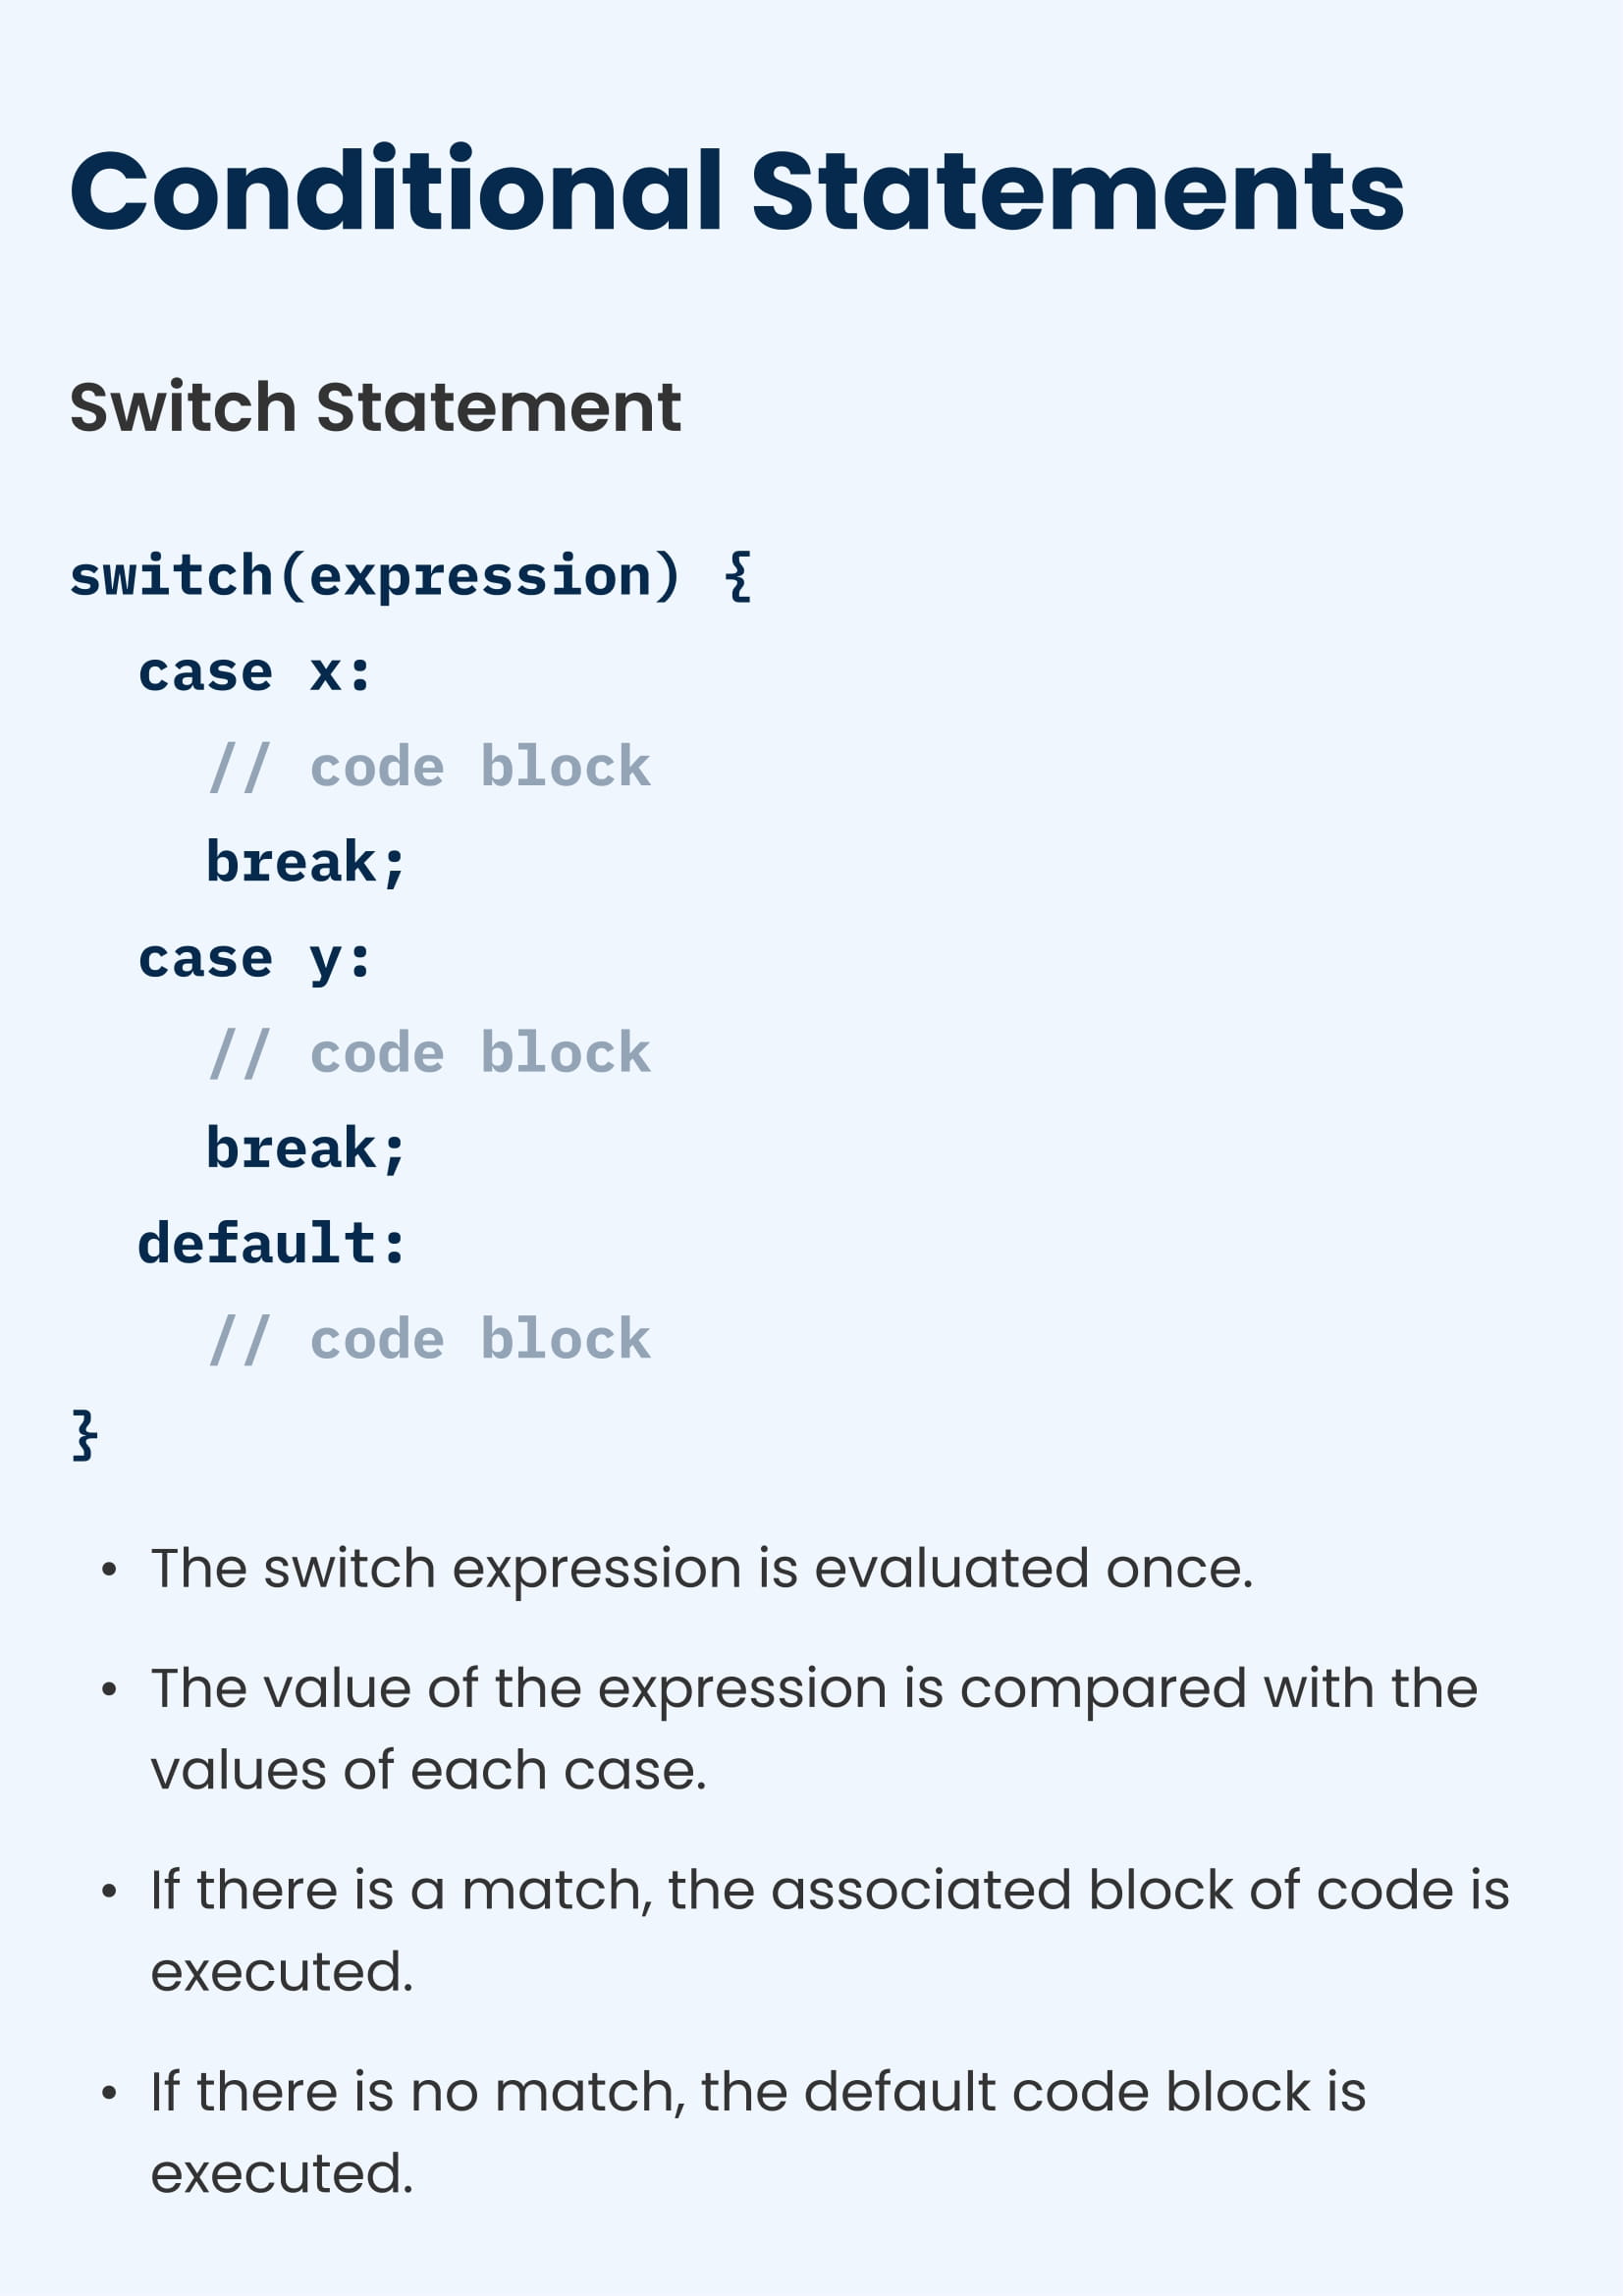 Conditional Statements
Switch Statement
switch(expression) {
  case x:
    // code block
    break;
  case y:
    // code block
    break;
  default:
    // code block
}
• The switch expression is evaluated once.
• The value of the expression is compared with the
values of each case.
• If there is a match, the associated block of code is
executed.
• If there is no match, the default code block is
executed.